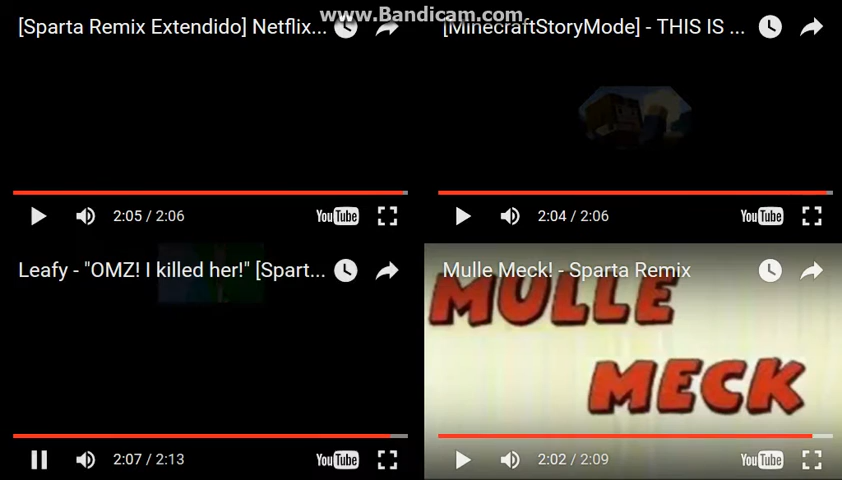 www.Bandicam.com
[Sparta Remix Extendido] Netflix...
[MinecraftStoryMode] - THIS IS ...
2:05 / 2:06
YouTube
2:04 / 2:06
YouTube
Leafy - "OMZ! I killed her!" [Spart...
Mulle Meck! - Sparta Remix
MULLE
MECK
2:07 / 2:13
YouTube
2:02 / 2:09
YouTube